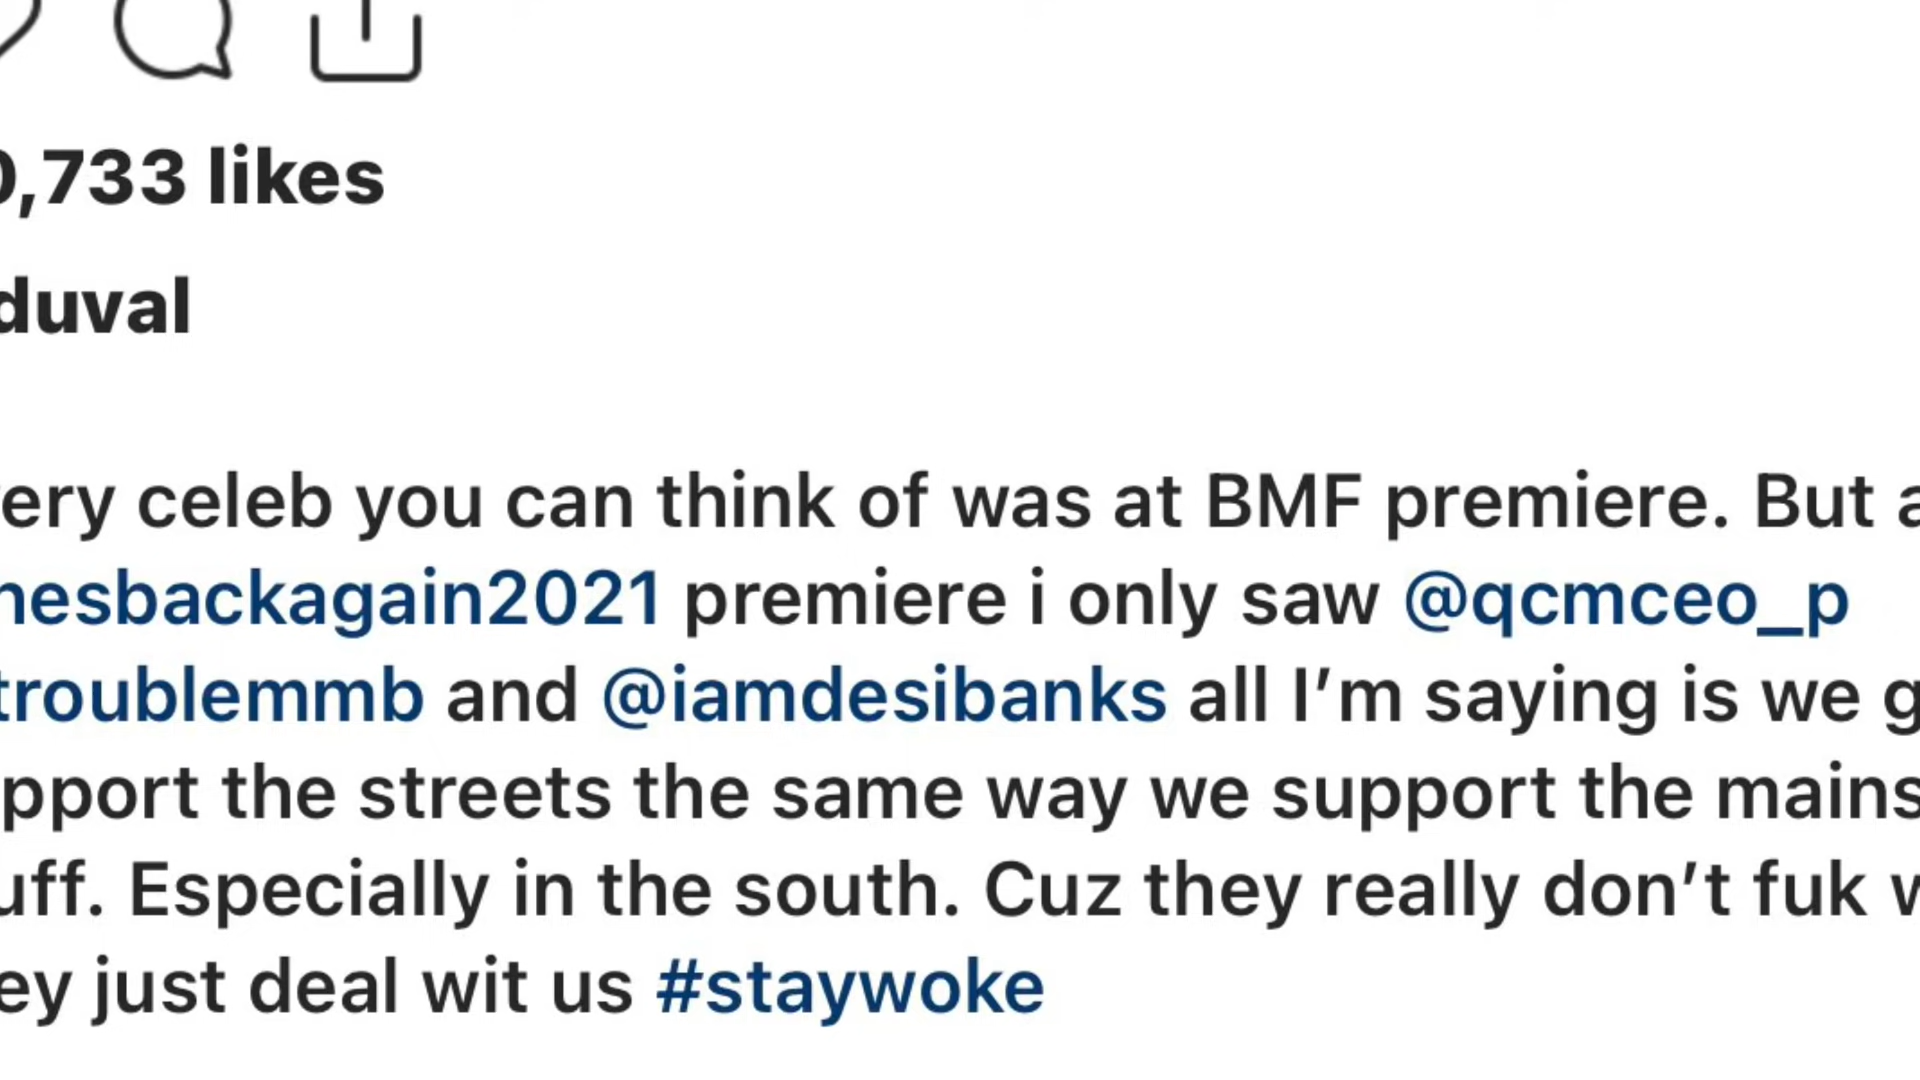 0,733 likes
duval
ery celeb you can think of was at BMF premiere. But a
nesbackagain2021 premiere i only saw @qcmceo_p
troublemmb and @iamdesibanks all I’m saying is we g
pport the streets the same way we support the mains
uff. Especially in the south. Cuz they really don’t fuk w
ey just deal wit us #staywoke